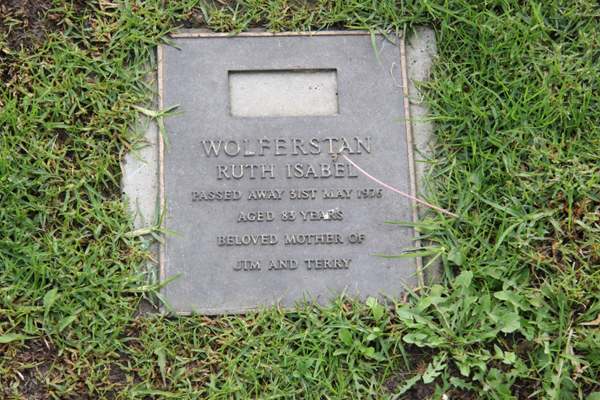 WOLFERSTAN
RUTH ISABEL
PASSED AWAY 31ST MAY 1976
AGED 83 YEARS
BELOVED MOTHER OF
JIM AND TERRY